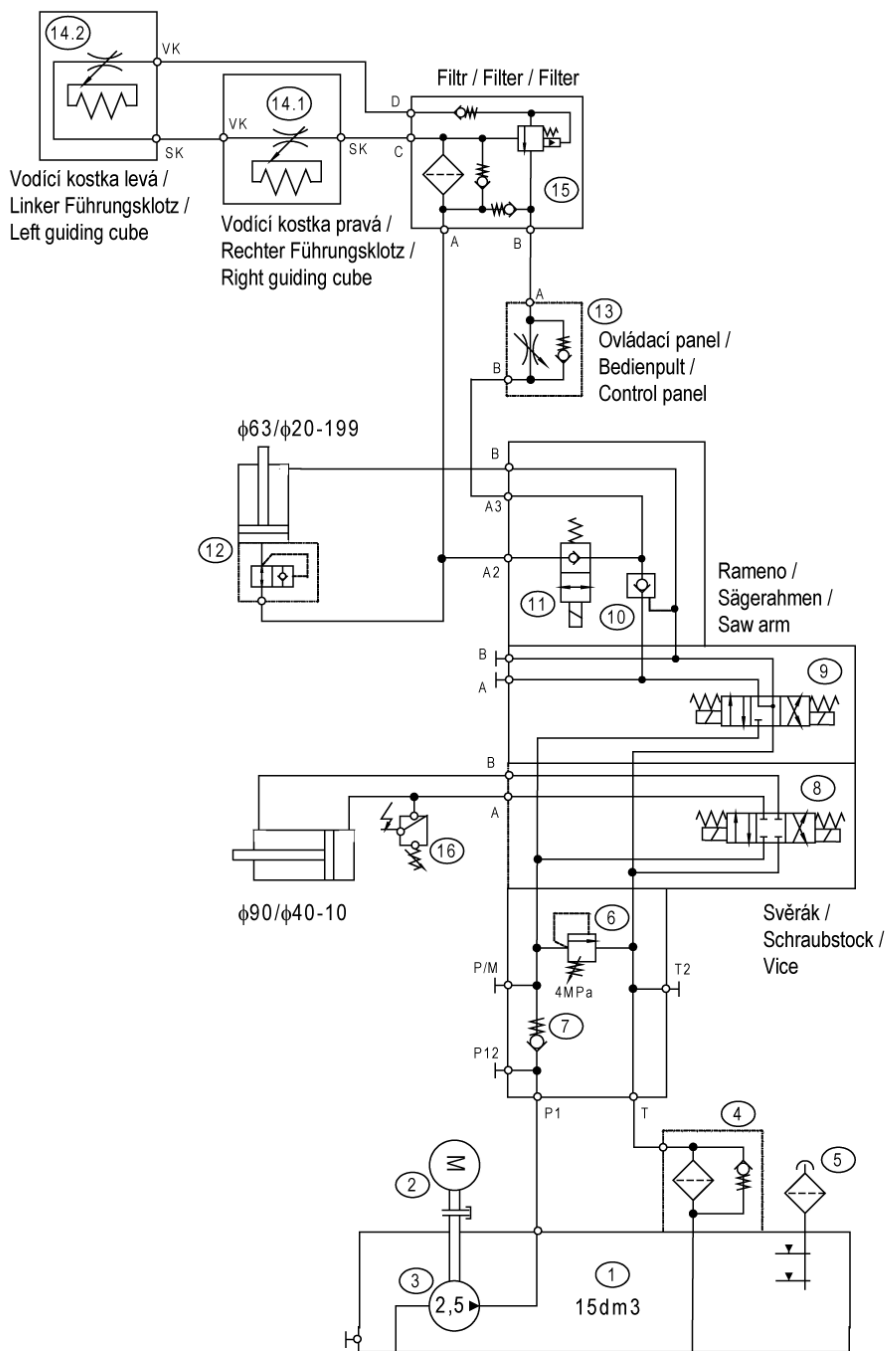 14.2
VK
SK
Vodící kostka levá /
Linker Führungsklotz /
Left guiding cube
14.1
VK
SK
Vodící kostka pravá /
Rechter Führungsklotz /
Right guiding cube
Filtr / Filter / Filter
D
C
15
A
B
A
13
B
Ovládací panel /
Bedienpult /
Control panel
ϕ63/ϕ20-199
12
B
A3
A2
11
10
Rameno /
Sägerahmen /
Saw arm
B
A
9
B
A
8
16
ϕ90/ϕ40-10
Svěrák /
Schraubstock /
Vice
6
4MPa
P/M
T2
7
P12
P1
T
4
5
M
2
3
2,5
1
15dm3